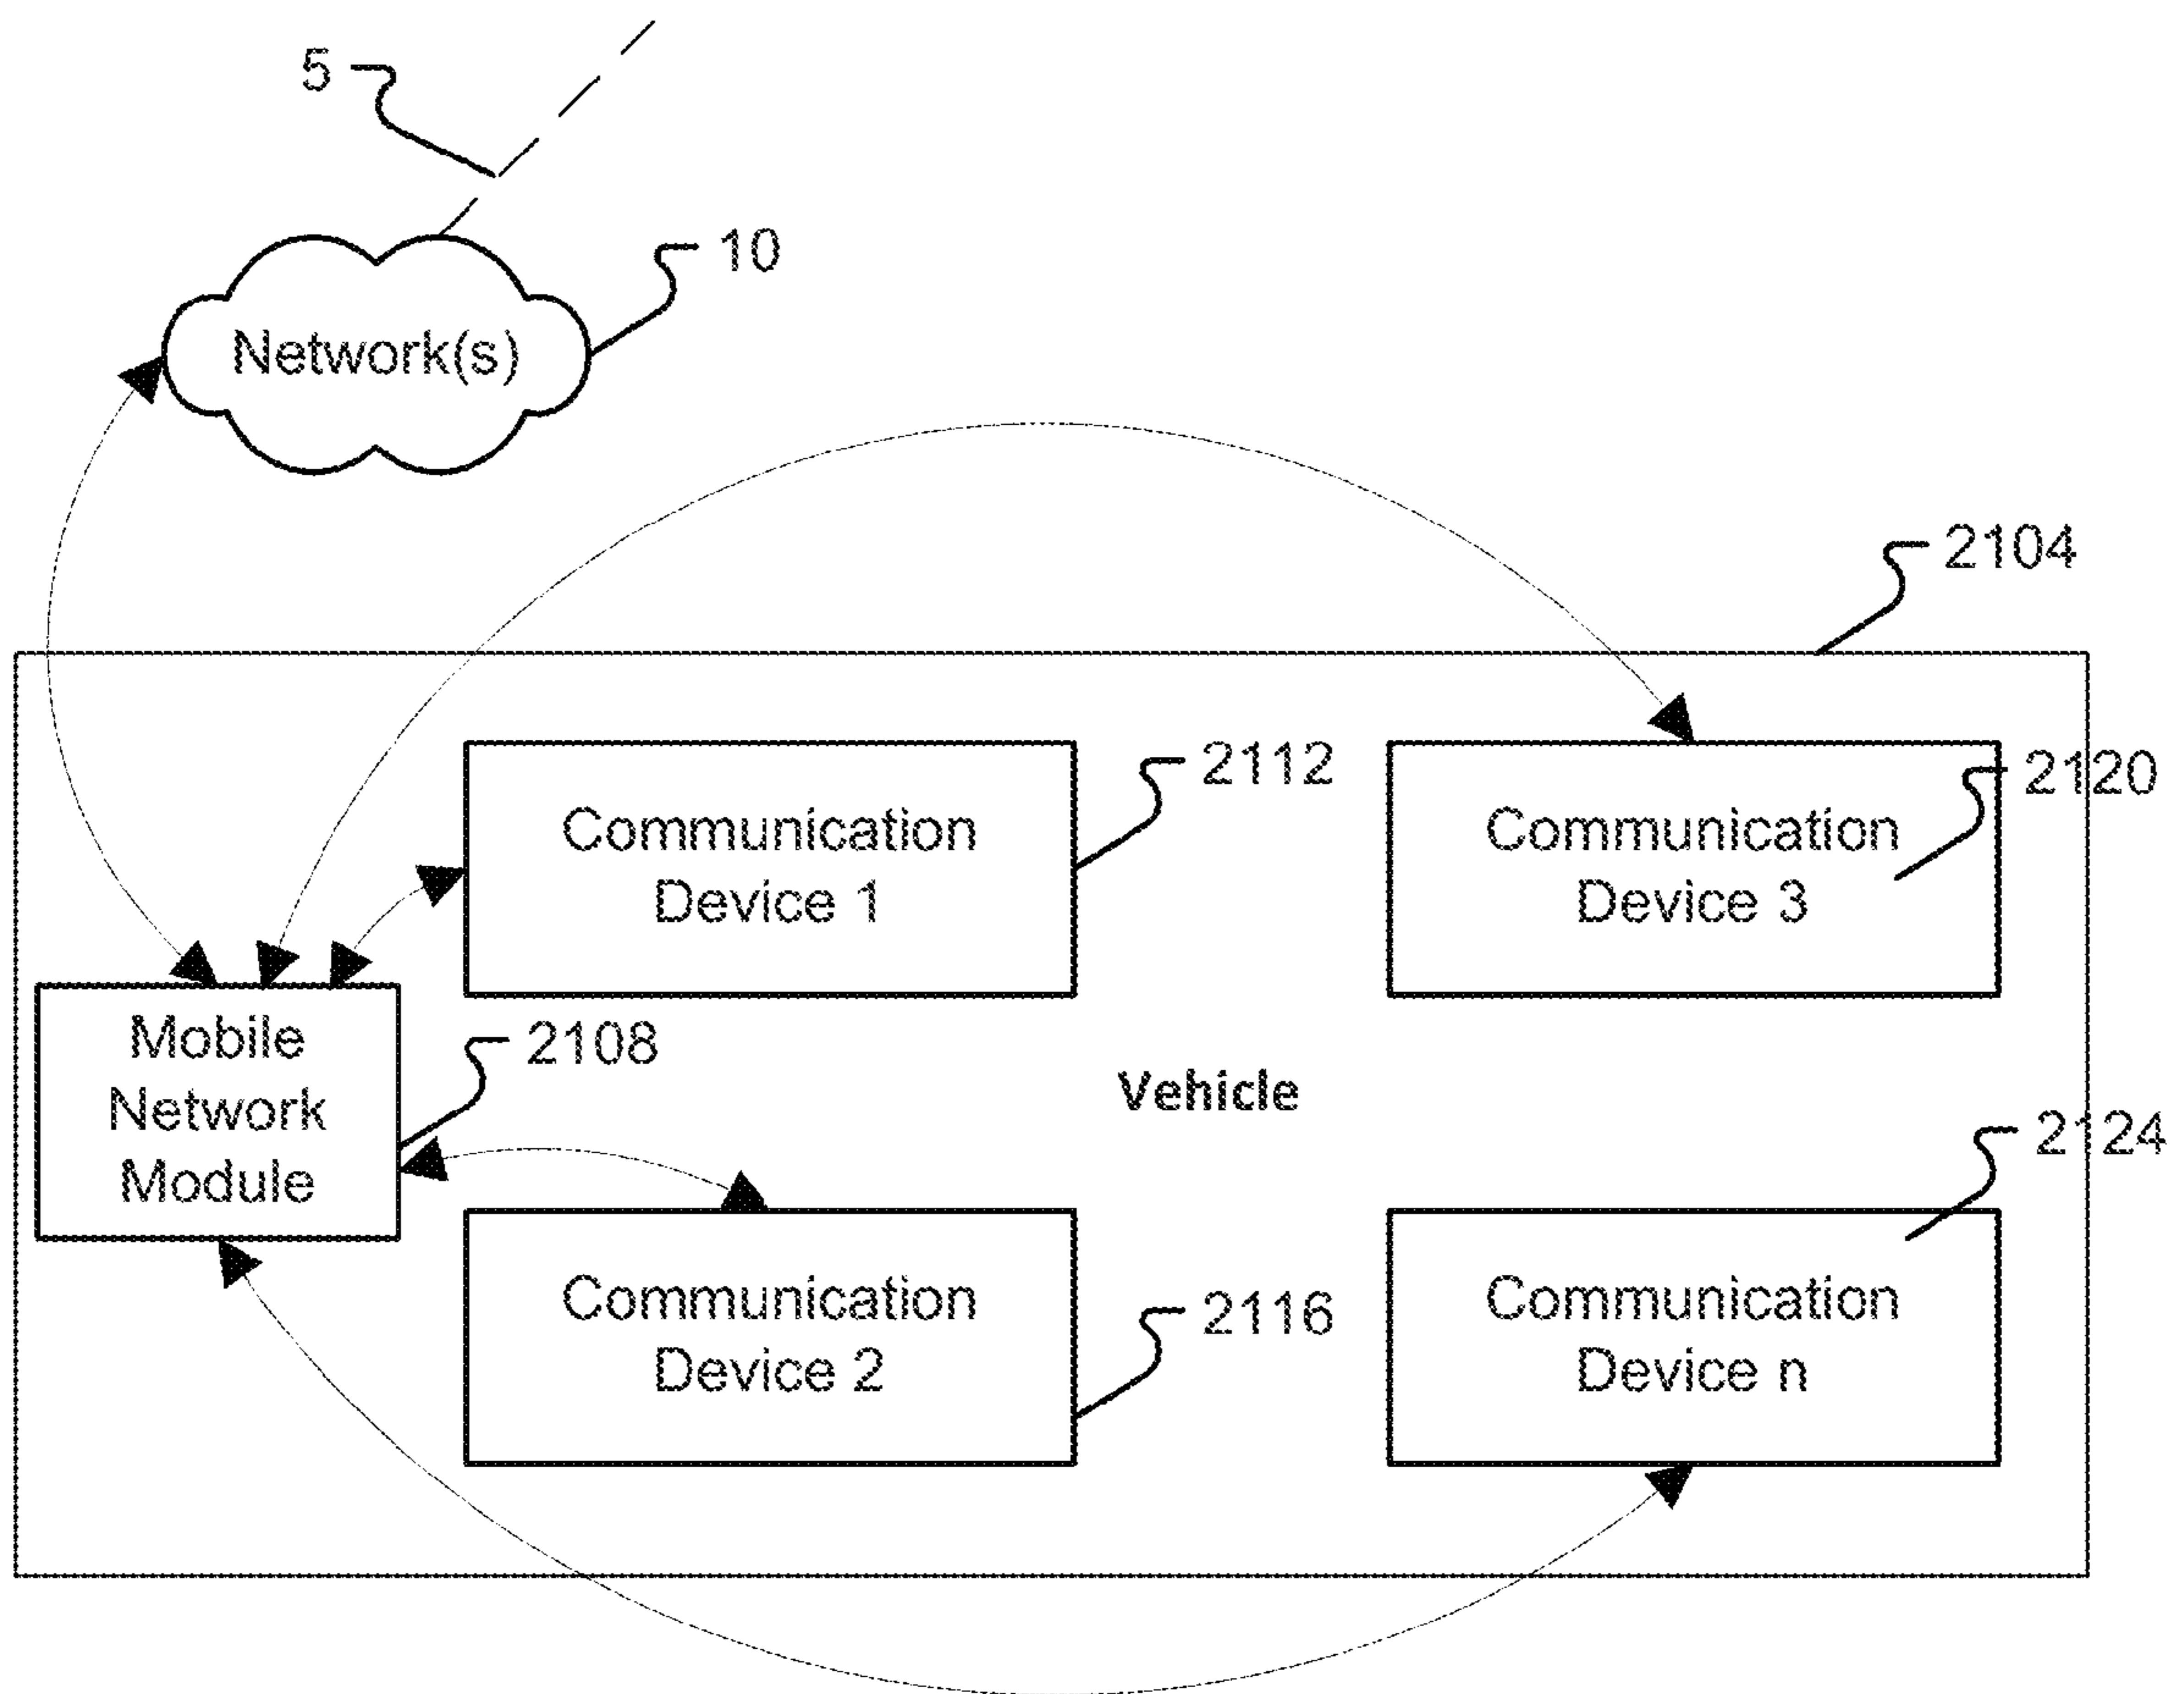 5
10
Network(s)
2104
2112
2120
Communication
Device 1
Communication
Device 3
Mobile
Network
Module
2108
Vehicle
2124
Communication
Device 2
2116
Communication
Device n